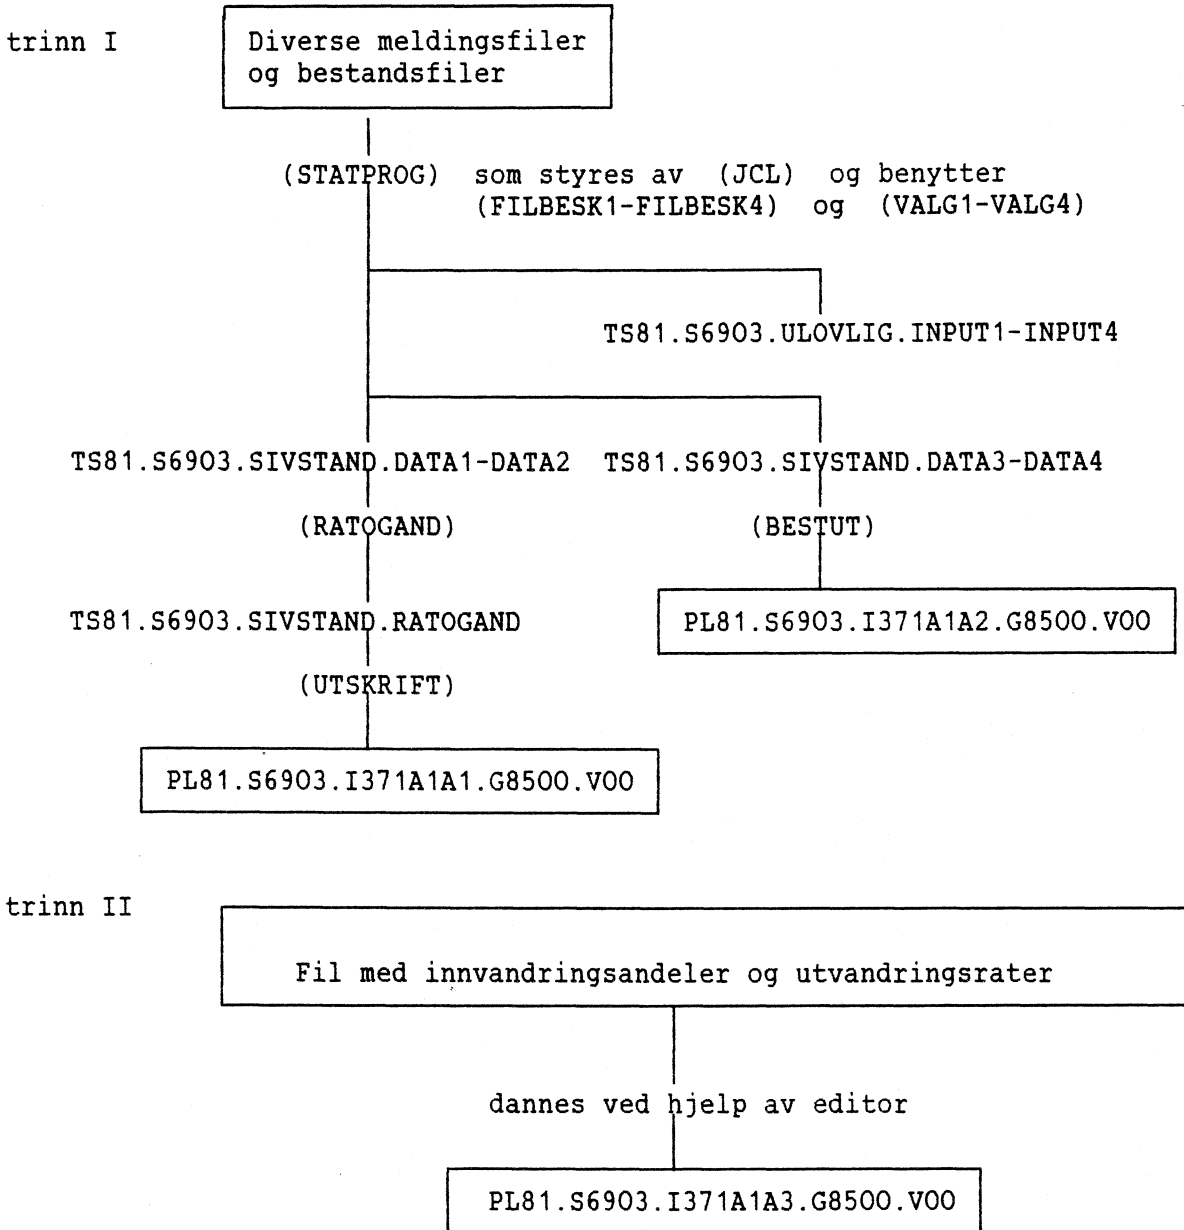 trinn I
Diverse meldingsfiler
og bestandsfiler
(STATPROG) som styres av (JCL) og benytter
(FILBESK1-FILBESK4) og (VALG1-VALG4)
TS81.S6903.ULOVLIG.INPUT1-INPUT4
TS81.S6903.SIVSTAND.DATA1-DATA2 TS81.S6903.SIVSTAND.DATA3-DATA4
(RATOGAND) (BESTUT)
TS81.S6903.SIVSTAND.RATOGAND PL81.S6903.I371A1A2.G8500.V00
(UTSKRIFT)
PL81.S6903.I371A1A1.G8500.V00
trinn II
Fil med innvandringsandeler og utvandringsrater
dannes ved hjelp av editor
PL81.S6903.I371A1A3.G8500.V00